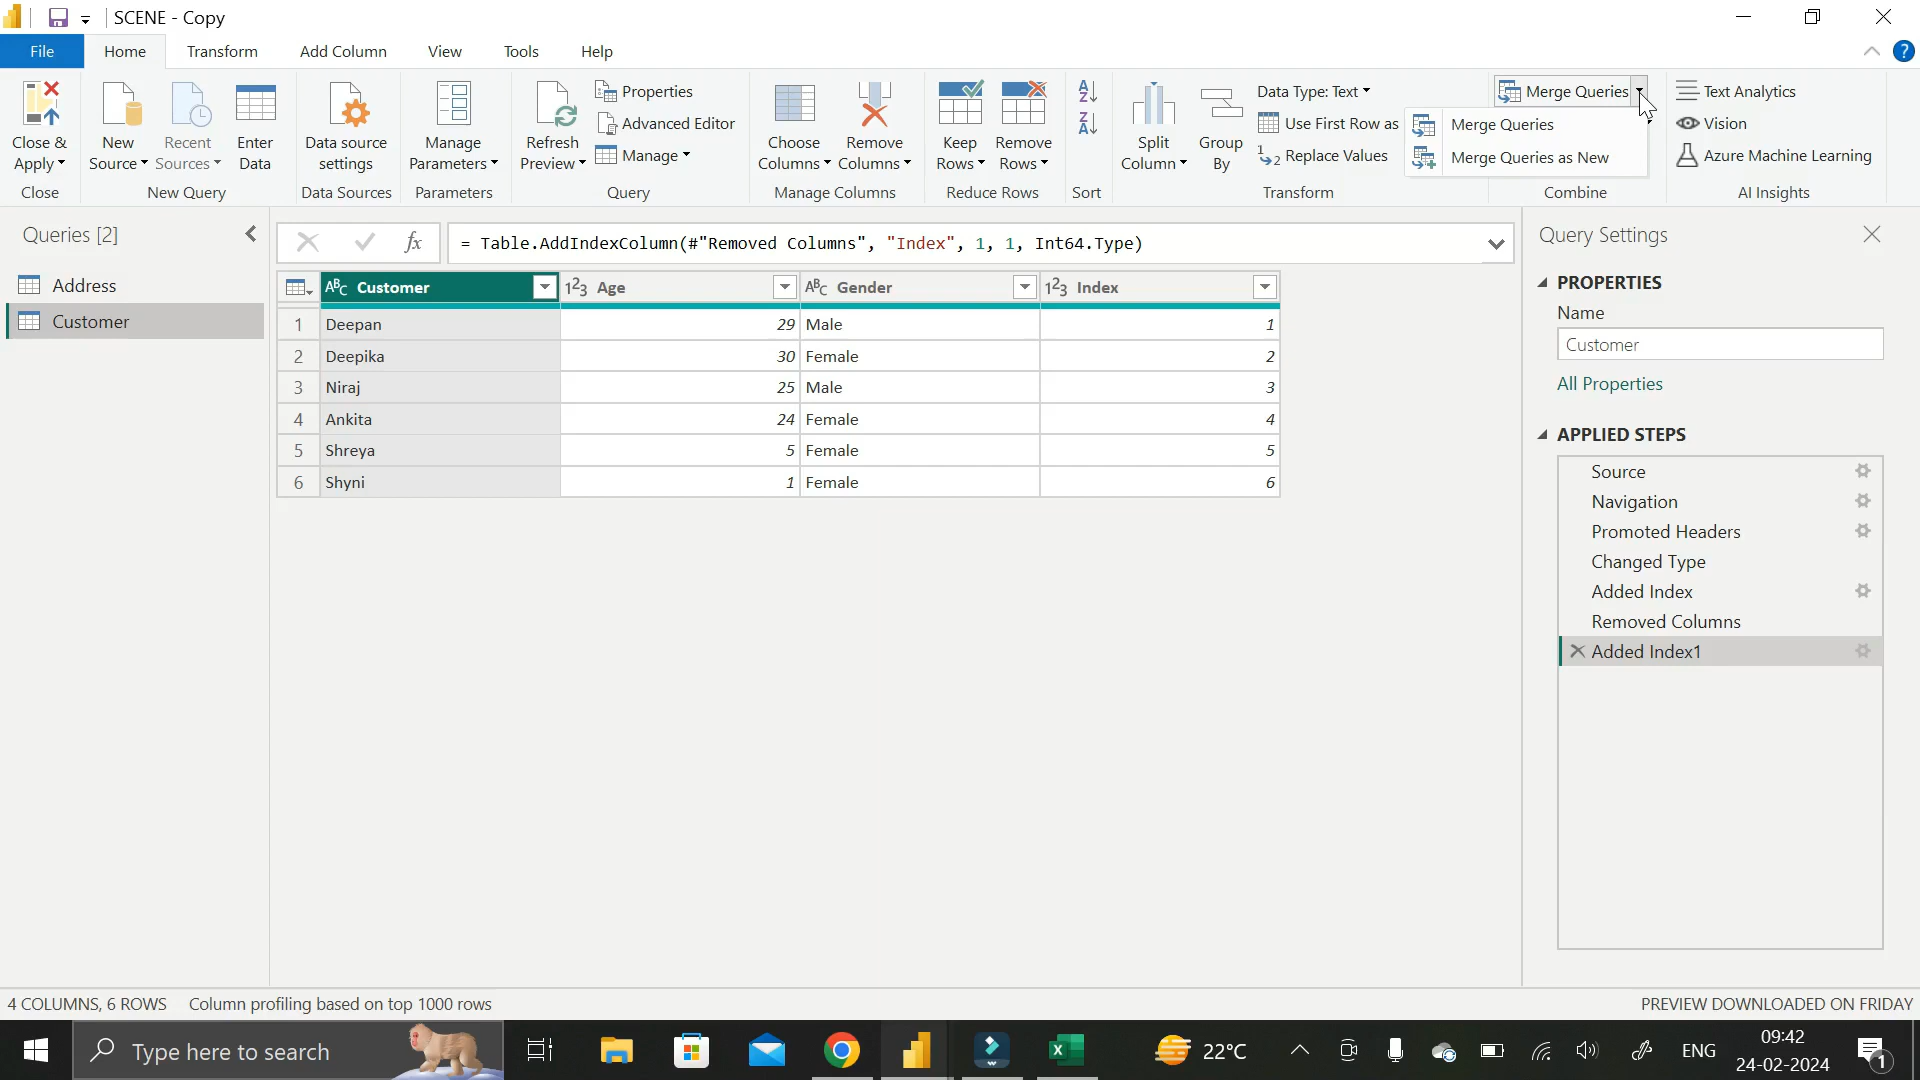 SCENE - Copy
File
Home
Transform
Add Column
View
Tools
Help
?
Close &
Apply
New
Source
Recent
Sources
Enter
Data
Data source
settings
Manage
Parameters
Refresh
Preview
Properties
Advanced Editor
Manage
Choose
Columns
Remove
Columns
Keep
Rows
Remove
Rows
A
Z
Z
A
Split
Column
Group
By
Data Type: Text
Use First Row as
1 2 Replace Values
Merge Queries
Merge Queries
Merge Queries as New
Text Analytics
Vision
Azure Machine Learning
Close
New Query
Data Sources
Parameters
Query
Manage Columns
Reduce Rows
Sort
Transform
Combine
AI Insights
Queries [2]
Address
Customer
fx
= Table.AddIndexColumn(#"Removed Columns", "Index", 1, 1, Int64.Type)
ABC Customer 123 Age ABC Gender 123 Index
1 Deepan 29 Male 1
2 Deepika 30 Female 2
3 Niraj 25 Male 3
4 Ankita 24 Female 4
5 Shreya 5 Female 5
6 Shyni 1 Female 6
Query Settings
PROPERTIES
Name
Customer
All Properties
APPLIED STEPS
Source
Navigation
Promoted Headers
Changed Type
Added Index
Removed Columns
Added Index1
4 COLUMNS, 6 ROWS Column profiling based on top 1000 rows
PREVIEW DOWNLOADED ON FRIDAY
Type here to search
22°C
ENG
09:42
24-02-2024
1